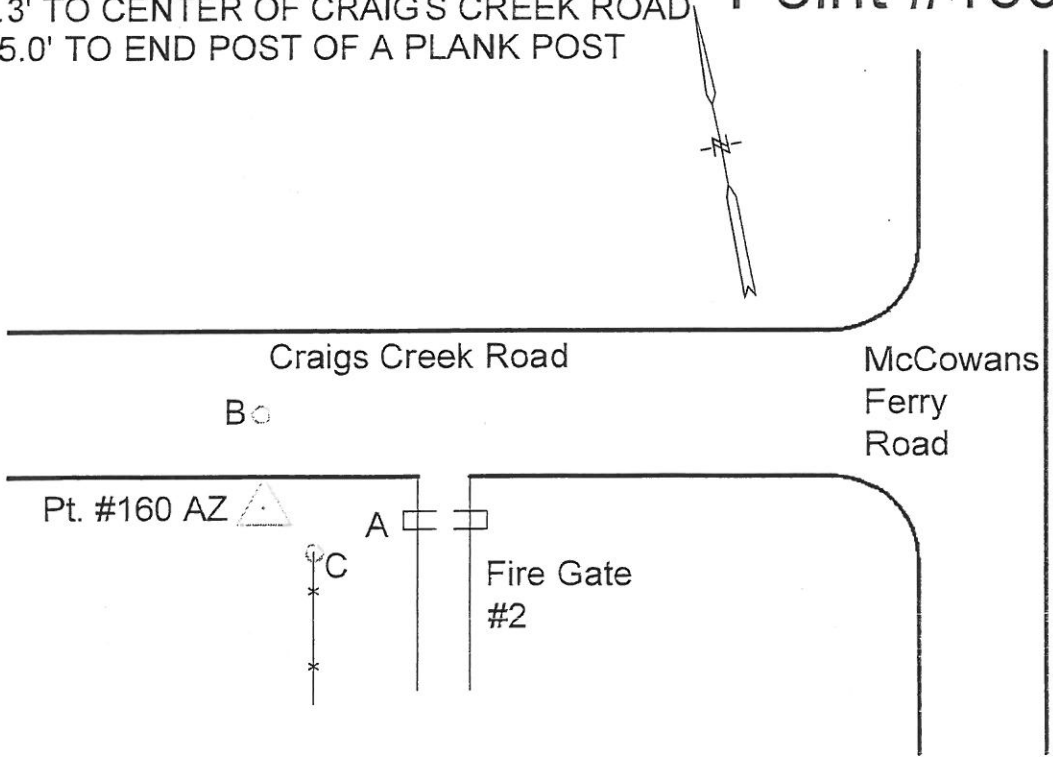 .3' TO CENTER OF CRAIG'S CREEK ROAD
5.0' TO END POST OF A PLANK POST
N
Craigs Creek Road
McCowans
Ferry
Road
B
Pt. #160 AZ
A
C
Fire Gate
#2